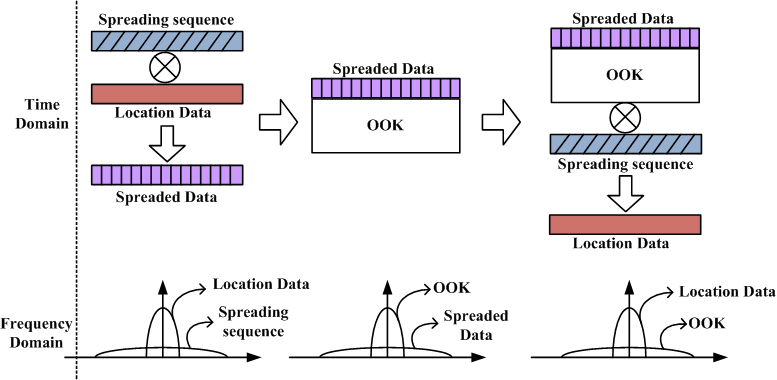 Spreading sequence
Location Data
Spreaded Data
Spreaded Data
OOK
Spreaded Data
OOK
Spreading sequence
Location Data
Time
Domain
Location Data
Spreading
sequence
OOK
Spreaded
Data
Location Data
OOK
Frequency
Domain